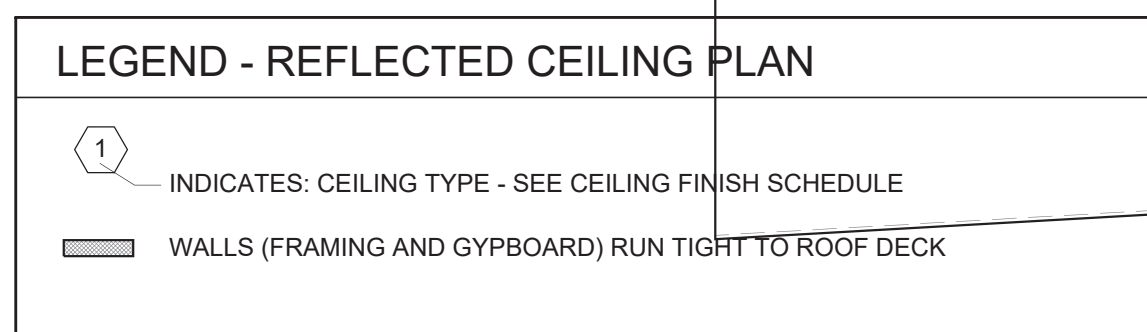 LEGEND - REFLECTED CEILING PLAN
1
INDICATES: CEILING TYPE - SEE CEILING FINISH SCHEDULE
WALLS (FRAMING AND GYPBOARD) RUN TIGHT TO ROOF DECK